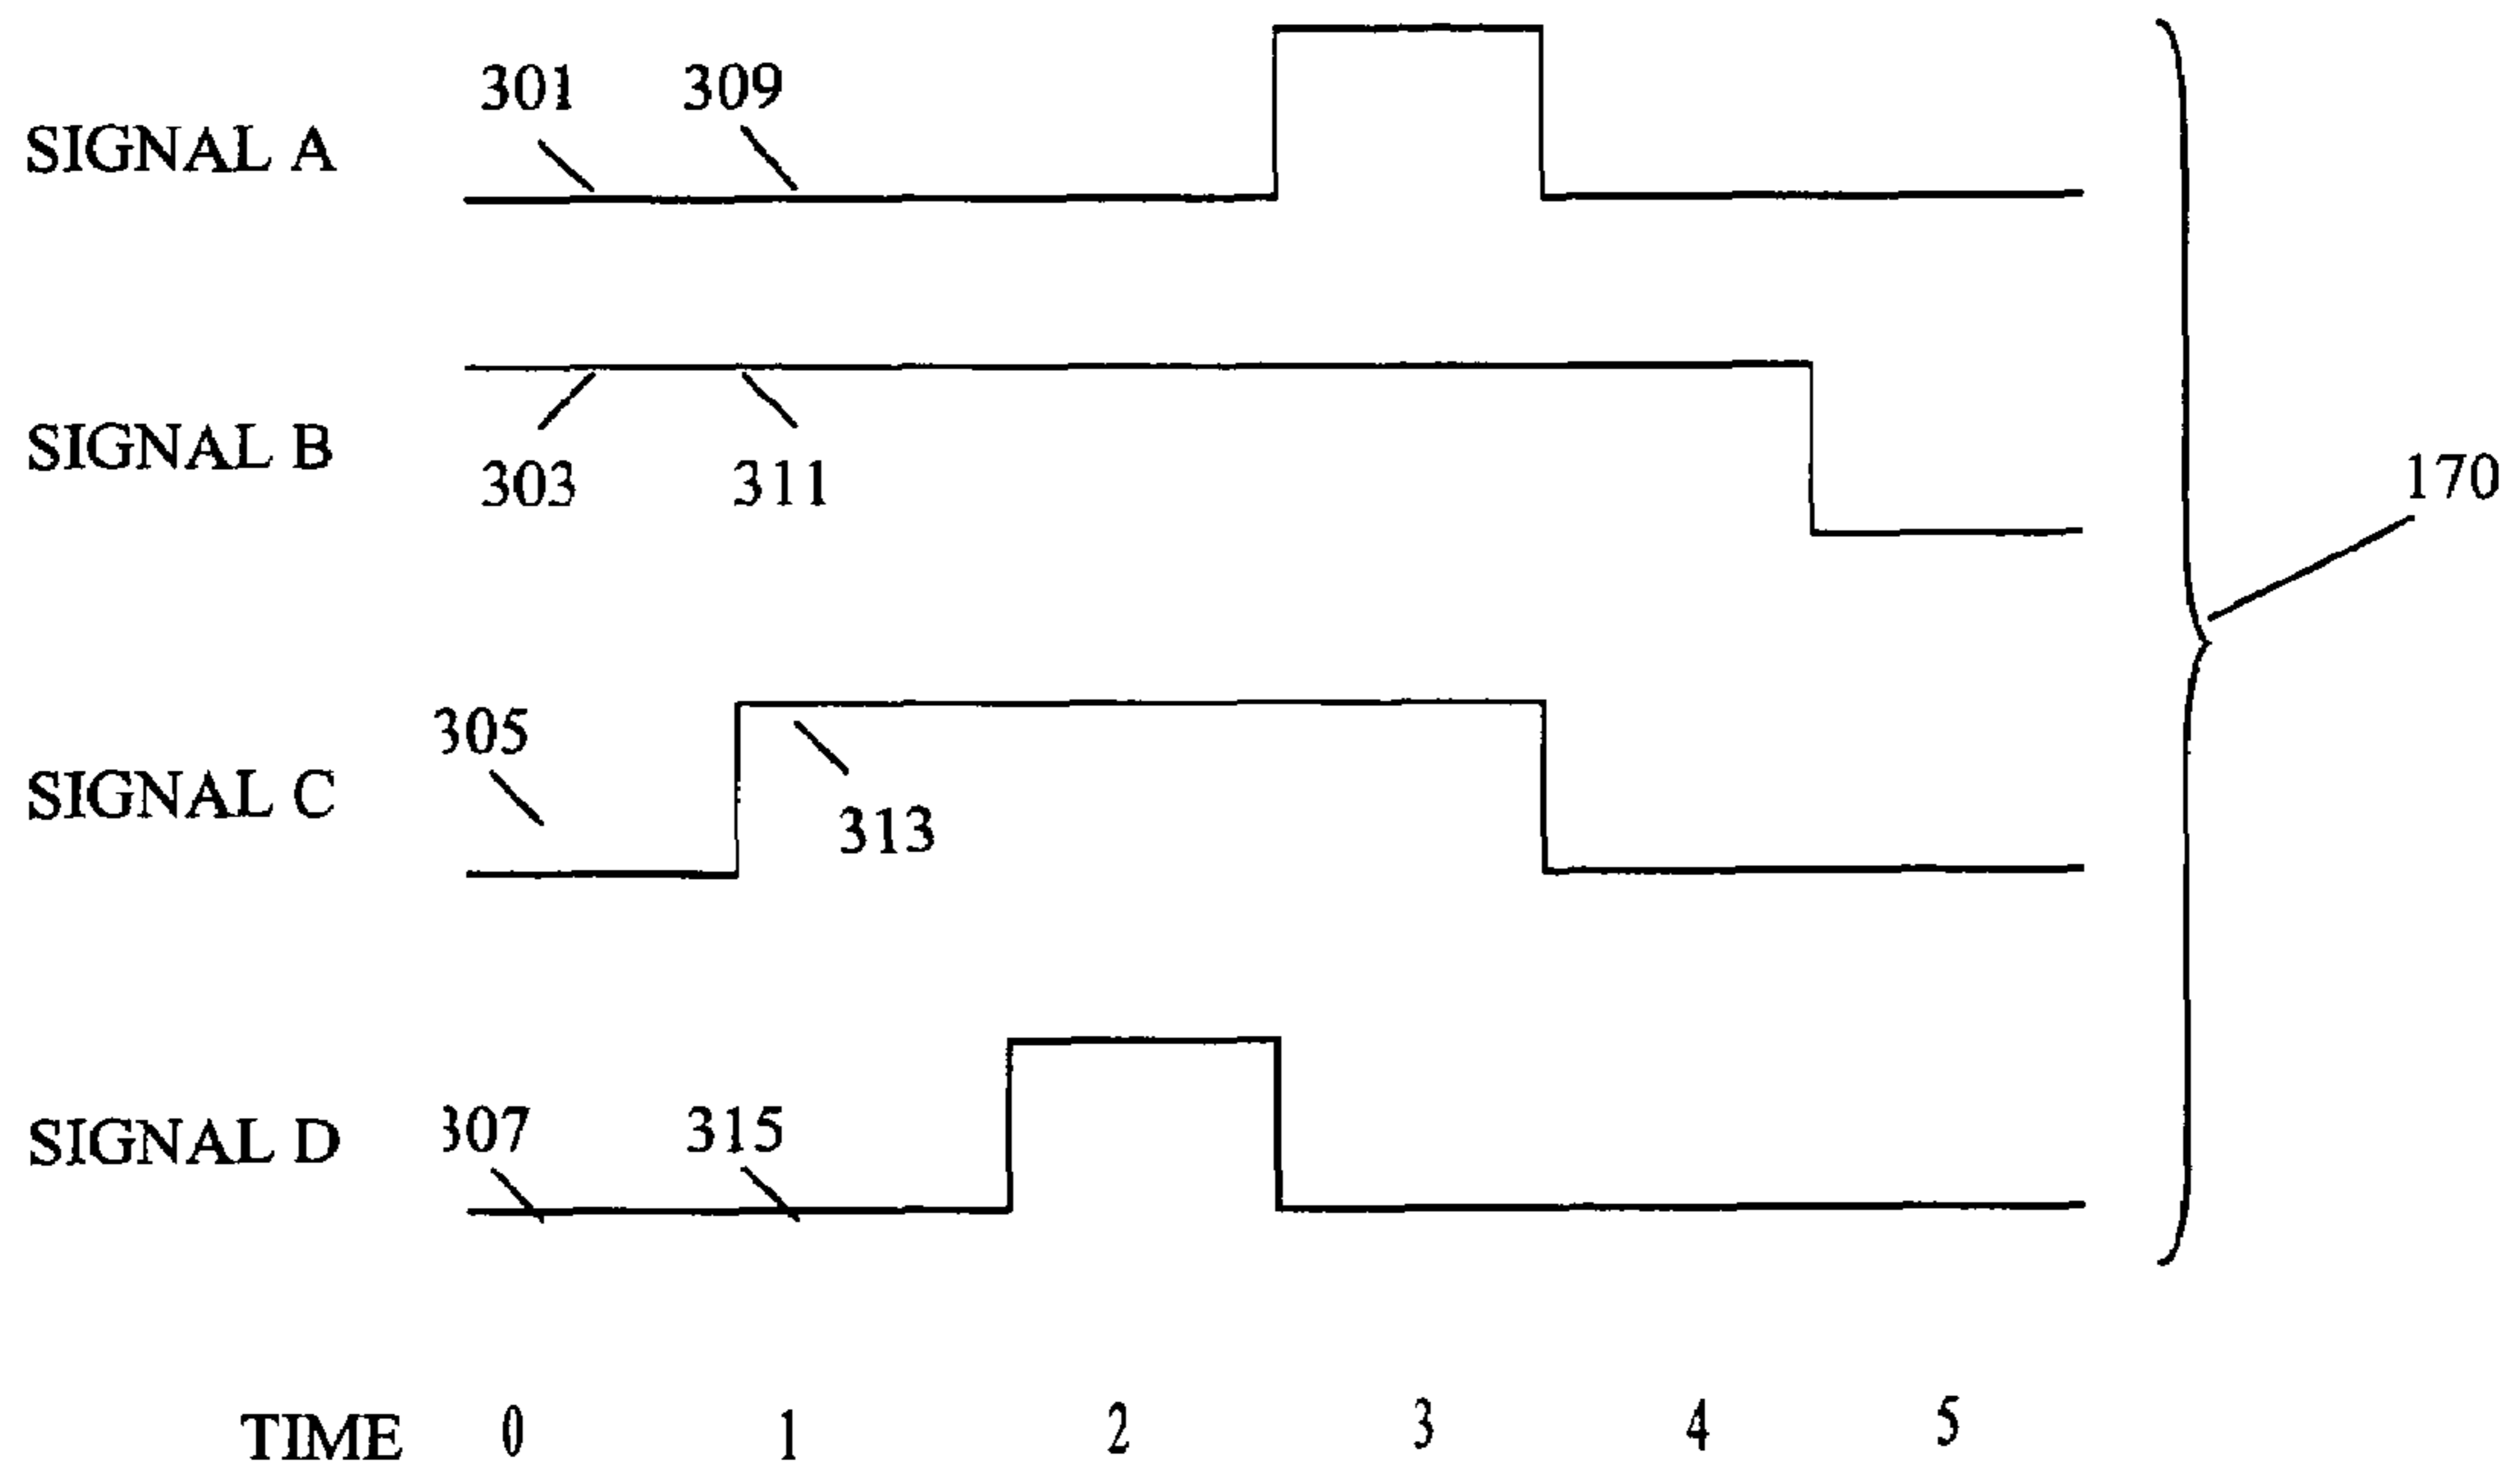 301 309
SIGNAL A
SIGNAL B
303 311
170
305
SIGNAL C
313
307 315
SIGNAL D
TIME 0 1 2 3 4 5